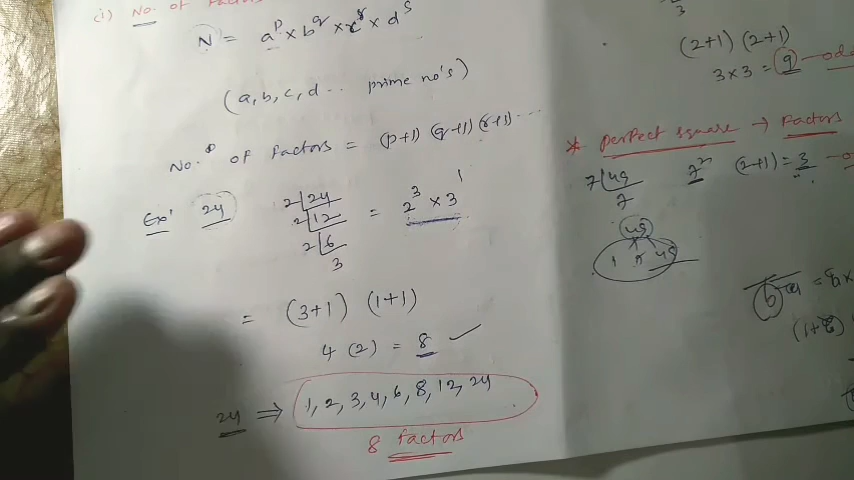 (i) No. of Factors
N = a^p × b^q × c^r × d^s
(a, b, c, d .. prime no's)
No. of Factors = (p+1) (q+1) (r+1) ...
Ex' 24
2 | 24
2 | 12
2 | 6
3
= 2^3 × 3^1
= (3+1) (1+1)
4 (2) = 8 ✓
24 ⇒ 1, 2, 3, 4, 6, 8, 12, 24
8 Factors
3
(2+1) (2+1)
3 × 3 = 9
* Perfect square → Factors
7 | 49
7
7^2 (2+1) = 3
49
1 7 49